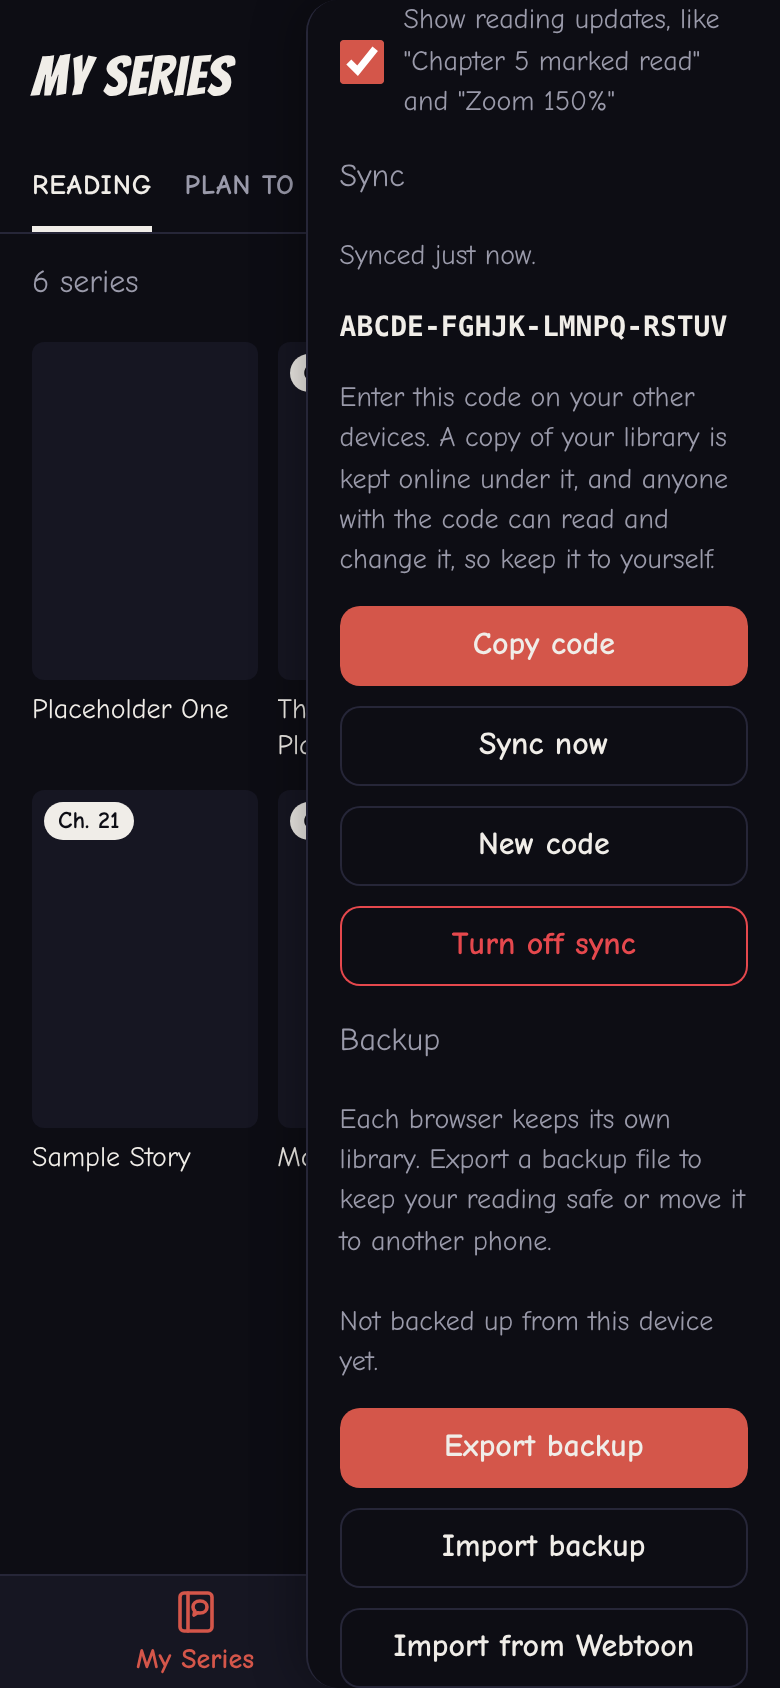 MY SERIES
READING PLAN TO
6 series
Placeholder One
Ch. 21
Sample Story
My Series
Show reading updates, like
"Chapter 5 marked read"
and "Zoom 150%"
Sync
Synced just now.
ABCDE-FGHJK-LMNPQ-RSTUV
Enter this code on your other
devices. A copy of your library is
kept online under it, and anyone
with the code can read and
change it, so keep it to yourself.
Copy code
Sync now
New code
Turn off sync
Backup
Each browser keeps its own
library. Export a backup file to
keep your reading safe or move it
to another phone.
Not backed up from this device
yet.
Export backup
Import backup
Import from Webtoon